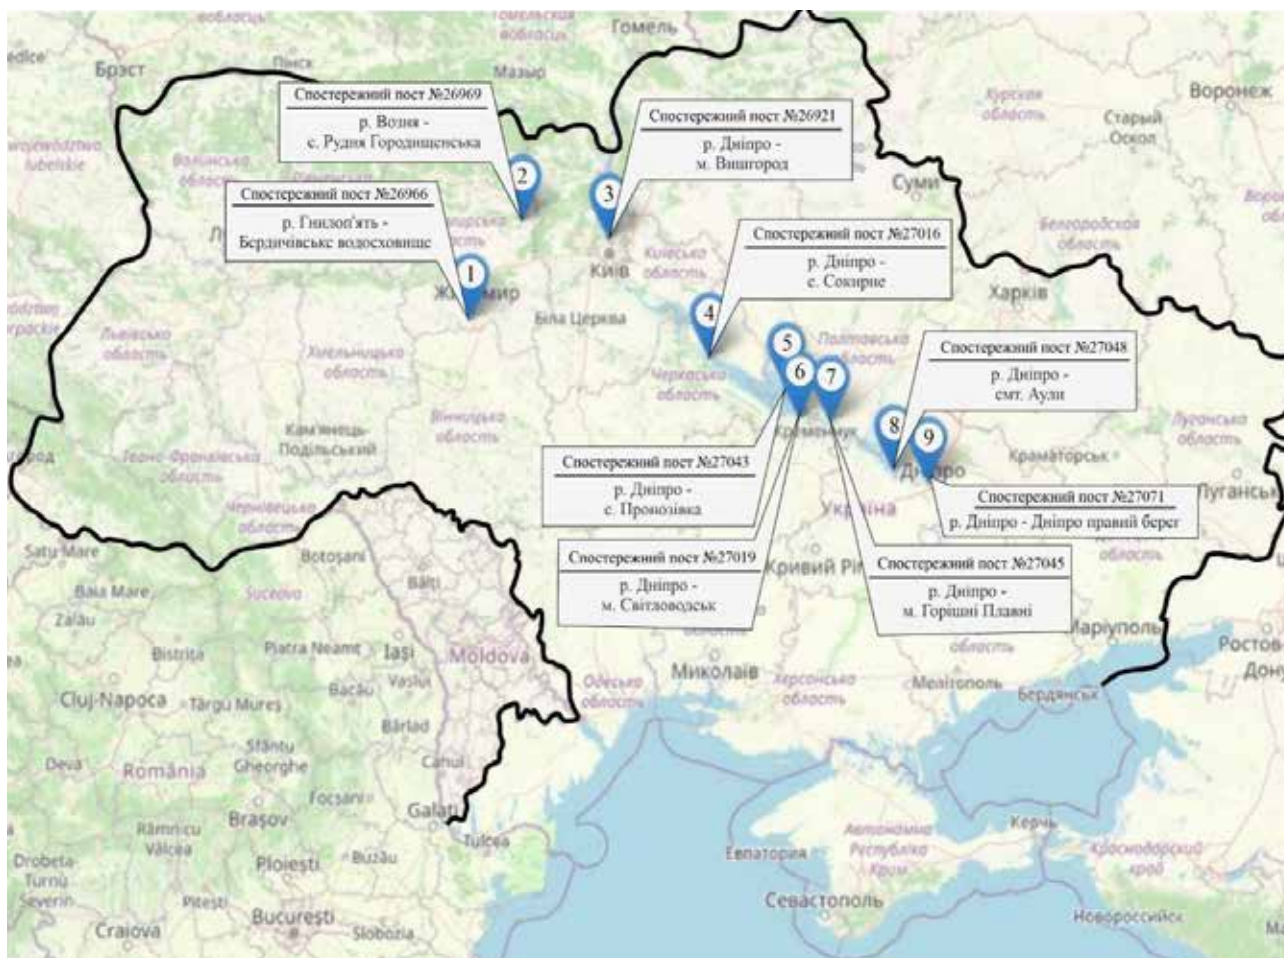 Гомель
Брэст
Пінск
Мазыр
Воронеж
Курская
область
Старый
Оскол
Спостережний пост №26969
р. Возня -
с. Рудня Городищенська
Спостережний пост №26921
р. Дніпро -
м. Вишгород
województwo
lubelskie
Суми
2
3
Спостережний пост №26966
р. Гнилоп'ять -
Бердичівське водосховище
Белгородская
область
Спостережний пост №27016
р. Дніпро -
с. Сокирне
Київ
Київська
область
1
Харків
4
Біла Церква
Львівська
область
Хмельницька
область
5
Полтавська
область
Спостережний пост №27048
р. Дніпро -
смт. Аули
6
7
Черкаська
область
Вінницька
область
Луганська
область
Кам'янець-
Подільський
Кременчук
8
9
Краматорськ
Івано-Франківська
область
Спостережний пост №27043
р. Дніпро -
с. Пронозівка
Дніпро
Луганськ
Спостережний пост №27071
р. Дніпро - Дніпро правий берег
Чернівецька
область
Україна
Satu Mare
Botoșani
Спостережний пост №27019
р. Дніпро -
м. Світловодськ
Кривий Ріг
Спостережний пост №27045
р. Дніпро -
м. Горішні Плавні
Baia Mare
Suceava
Bălți
Zalău
Маріуполь
область
Bistrița
Piatra Neamț
Iași
Moldova
Ростов-
Дону
Миколаїв
Vaslui
Одеська
область
Херсонська
область
Мелітополь
Бердянськ
Cluj-Napoca
Târgu Mureș
Bacău
Bârlad
Sfântu
Gheorghe
Deva
România
Cahul
Focșani
Galați
Brașov
Râmnicu
Vâlcea
Tulcea
Керчь
Автономна
Республіка
Крим
Краснодарский
край
Евпатория
Drobeta-
Turnu
Severin
Ploiești
Buzău
Pitești
Севастополь
București
Новороссийск
Craiova
Slobozia